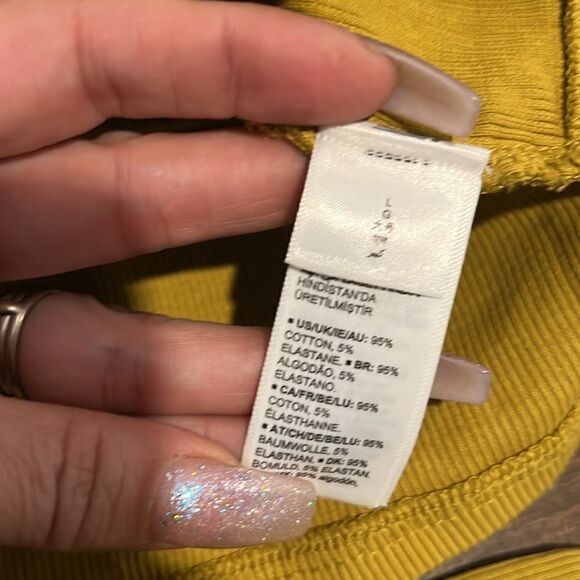 L
G
HİNDİSTAN'DA
ÜRETİLMİŞTİR
▪ US/UK/IE/AU: 95%
COTTON, 5%
ELASTANE. ▪ BR: 95%
ALGODÃO, 5%
ELASTANO.
▪ CA/FR/BE/LU: 95%
COTON, 5%
ÉLASTHANNE.
▪ AT/CH/DE/BE/LU: 95%
BAUMWOLLE, 5%
ELASTHAN. ▪ DK: 95%
BOMULD, 5% ELASTAN.
95% algodón,